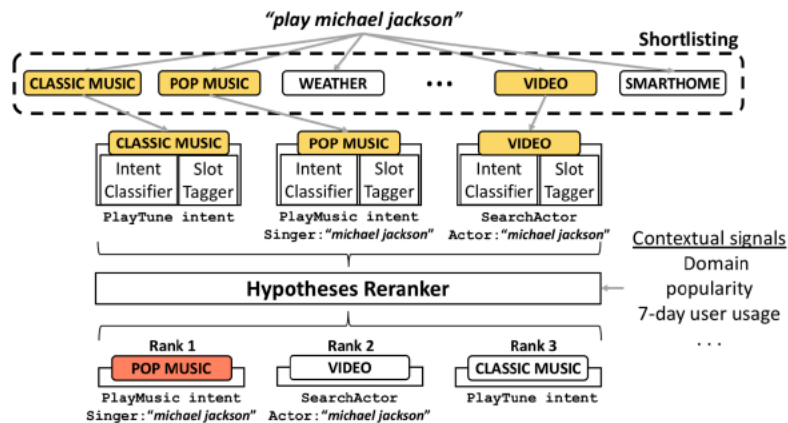 “play michael jackson”
Shortlisting
CLASSIC MUSIC POP MUSIC WEATHER ··· VIDEO SMARTHOME
CLASSIC MUSIC POP MUSIC VIDEO
Intent Slot Intent Slot Intent Slot
Classifier Tagger Classifier Tagger Classifier Tagger
PlayTune intent PlayMusic intent SearchActor
Singer:“michael jackson” Actor:“michael jackson”
Contextual signals
Domain
popularity
7-day user usage
. . .
Hypotheses Reranker
Rank 1 Rank 2 Rank 3
POP MUSIC VIDEO CLASSIC MUSIC
PlayMusic intent SearchActor PlayTune intent
Singer:“michael jackson” Actor:“michael jackson”